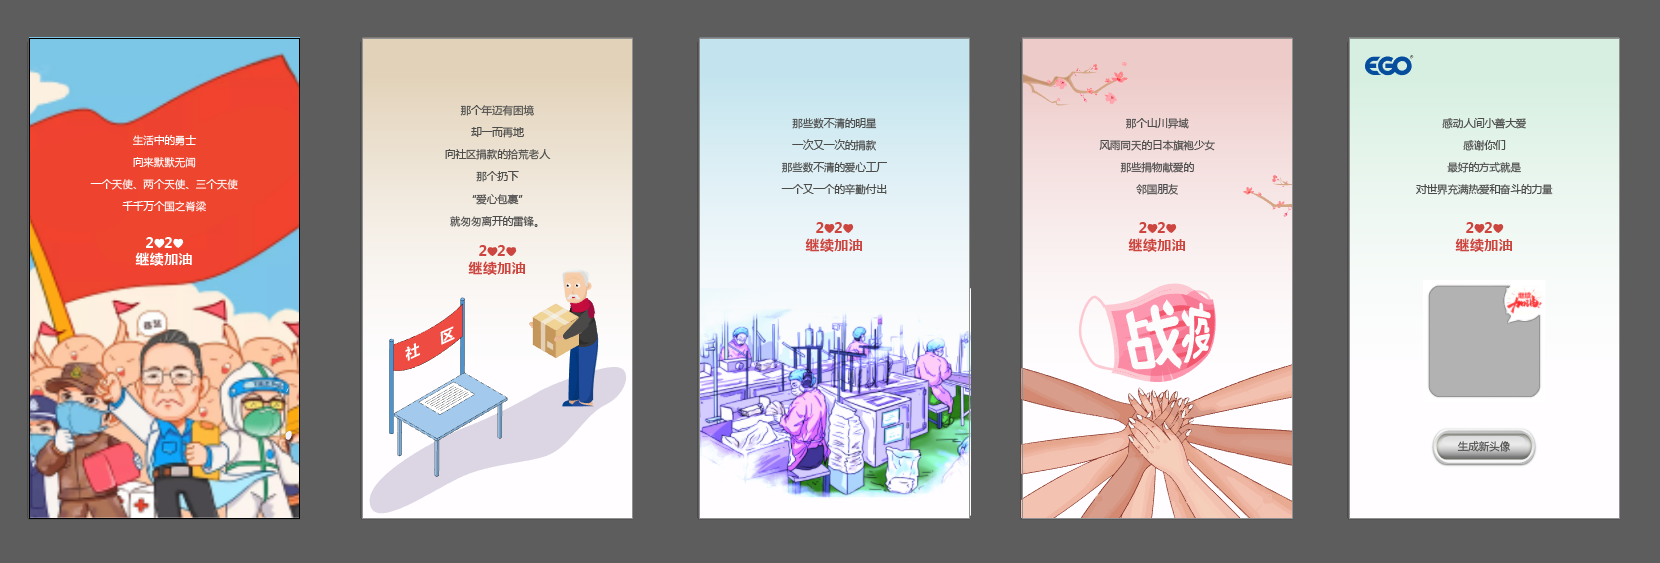 生活中的勇士
向来默默无闻
一个天使、两个天使、三个天使
千千万个国之脊梁
2♥2♥
继续加油
那个年迈有困境
却一而再地
向社区捐款的拾荒老人
那个扔下
“爱心包裹”
就匆匆离开的雷锋。
2♥2♥
继续加油
社 区
那些数不清的明星
一次又一次的捐款
那些数不清的爱心工厂
一个又一个的辛勤付出
2♥2♥
继续加油
那个山川异域
风雨同天的日本旗袍少女
那些捐物献爱的
邻国朋友
2♥2♥
继续加油
战疫
EGO
感动人间小善大爱
感谢你们
最好的方式就是
对世界充满热爱和奋斗的力量
2♥2♥
继续加油
生成新头像